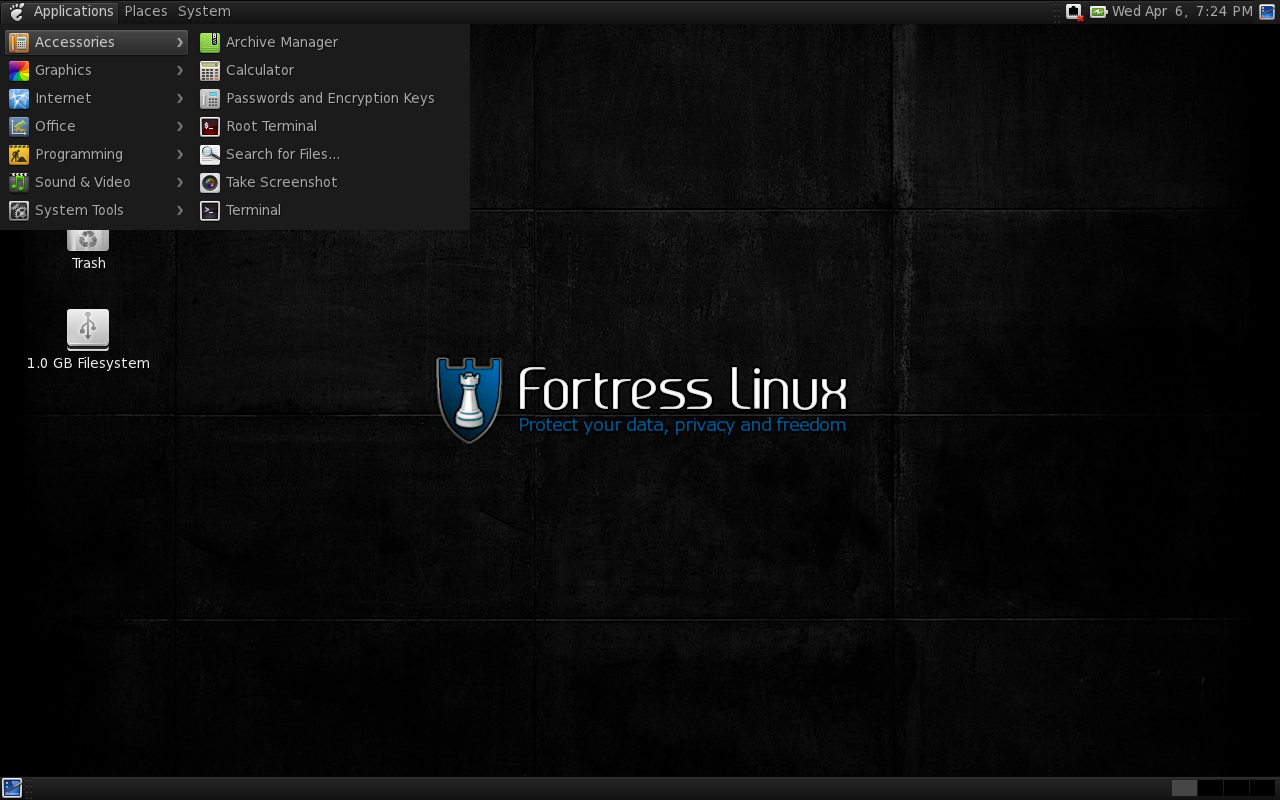 Applications Places System
Wed Apr 6, 7:24 PM
Accessories
Graphics
Internet
Office
Programming
Sound & Video
System Tools
Archive Manager
Calculator
Passwords and Encryption Keys
Root Terminal
Search for Files...
Take Screenshot
Terminal
Trash
1.0 GB Filesystem
Fortress Linux
Protect your data, privacy and freedom